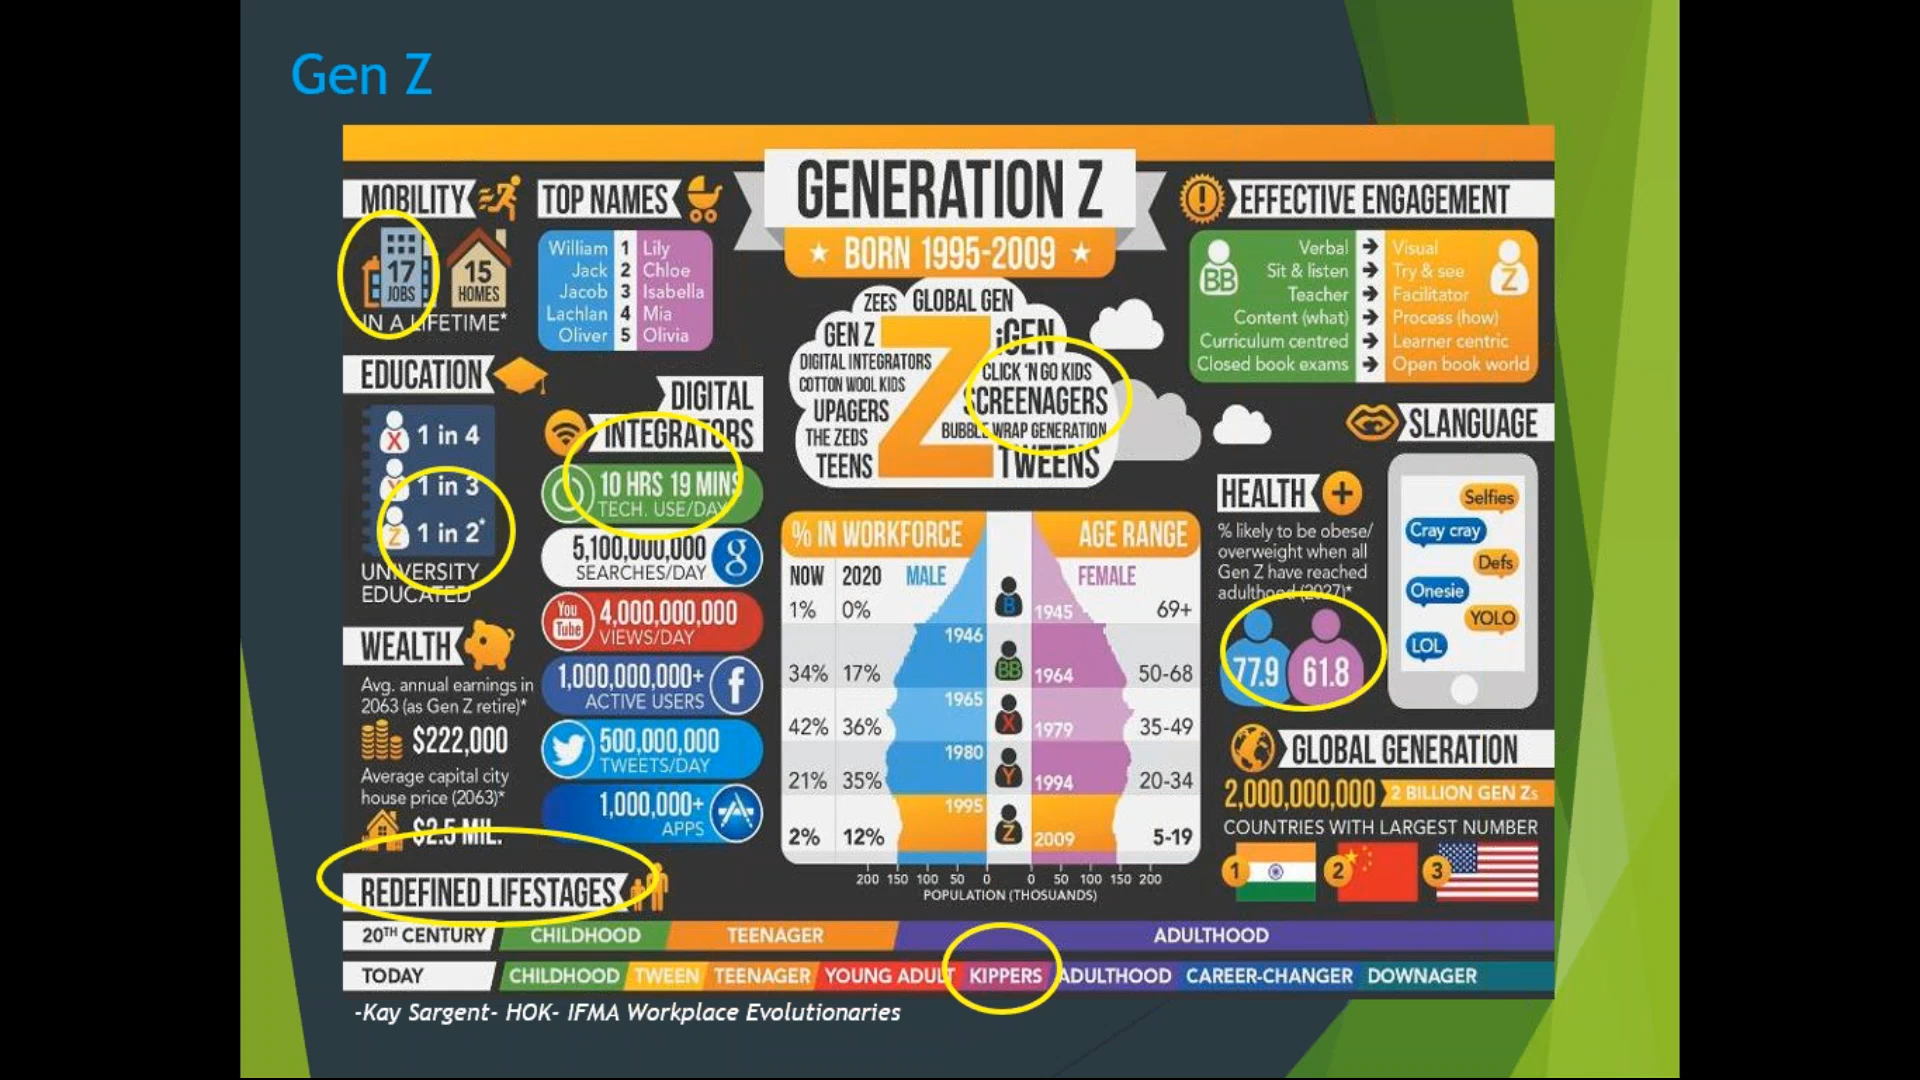 Gen Z
GENERATION Z
BORN 1995-2009
MOBILITY
17 JOBS
15 HOMES
IN A LIFETIME*
TOP NAMES
William 1 Lily
Jack 2 Chloe
Jacob 3 Isabella
Lachlan 4 Mia
Oliver 5 Olivia
EFFECTIVE ENGAGEMENT
BB
Z
Verbal → Visual
Sit & listen → Try & see
Teacher → Facilitator
Content (what) → Process (how)
Curriculum centred → Learner centric
Closed book exams → Open book world
EDUCATION
X 1 in 4
Y 1 in 3
Z 1 in 2*
UNIVERSITY
EDUCATED
DIGITAL
INTEGRATORS
10 HRS 19 MINS
TECH. USE/DAY
5,100,000,000
SEARCHES/DAY
g
You
Tube
4,000,000,000
VIEWS/DAY
1,000,000,000+
ACTIVE USERS
f
500,000,000
TWEETS/DAY
1,000,000+
APPS
ZEES
GLOBAL GEN
GEN Z
iGEN
DIGITAL INTEGRATORS
CLICK 'N GO KIDS
COTTON WOOL KIDS
SCREENAGERS
UPAGERS
BUBBLE WRAP GENERATION
THE ZEDS
TEENS
TWEENS
Z
SLANGUAGE
Selfies
Cray cray
Defs
Onesie
YOLO
LOL
HEALTH
% likely to be obese/
overweight when all
Gen Z have reached
adulthood (2027)*
77.9 61.8
WEALTH
Avg. annual earnings in
2063 (as Gen Z retire)*
$222,000
Average capital city
house price (2063)*
$2.5 MIL.
% IN WORKFORCE AGE RANGE
NOW 2020 MALE FEMALE
1% 0% B 1945 69+
34% 17% 1946 BB 1964 50-68
42% 36% 1965 X 1979 35-49
21% 35% 1980 Y 1994 20-34
2% 12% 1995 Z 2009 5-19
200 150 100 50 0 0 50 100 150 200
POPULATION (THOSUANDS)
GLOBAL GENERATION
2,000,000,000 2 BILLION GEN Zs
COUNTRIES WITH LARGEST NUMBER
1 2 3
REDEFINED LIFESTAGES
20TH CENTURY CHILDHOOD TEENAGER ADULTHOOD
TODAY CHILDHOOD TWEEN TEENAGER YOUNG ADULT KIPPERS ADULTHOOD CAREER-CHANGER DOWNAGER
-Kay Sargent- HOK- IFMA Workplace Evolutionaries